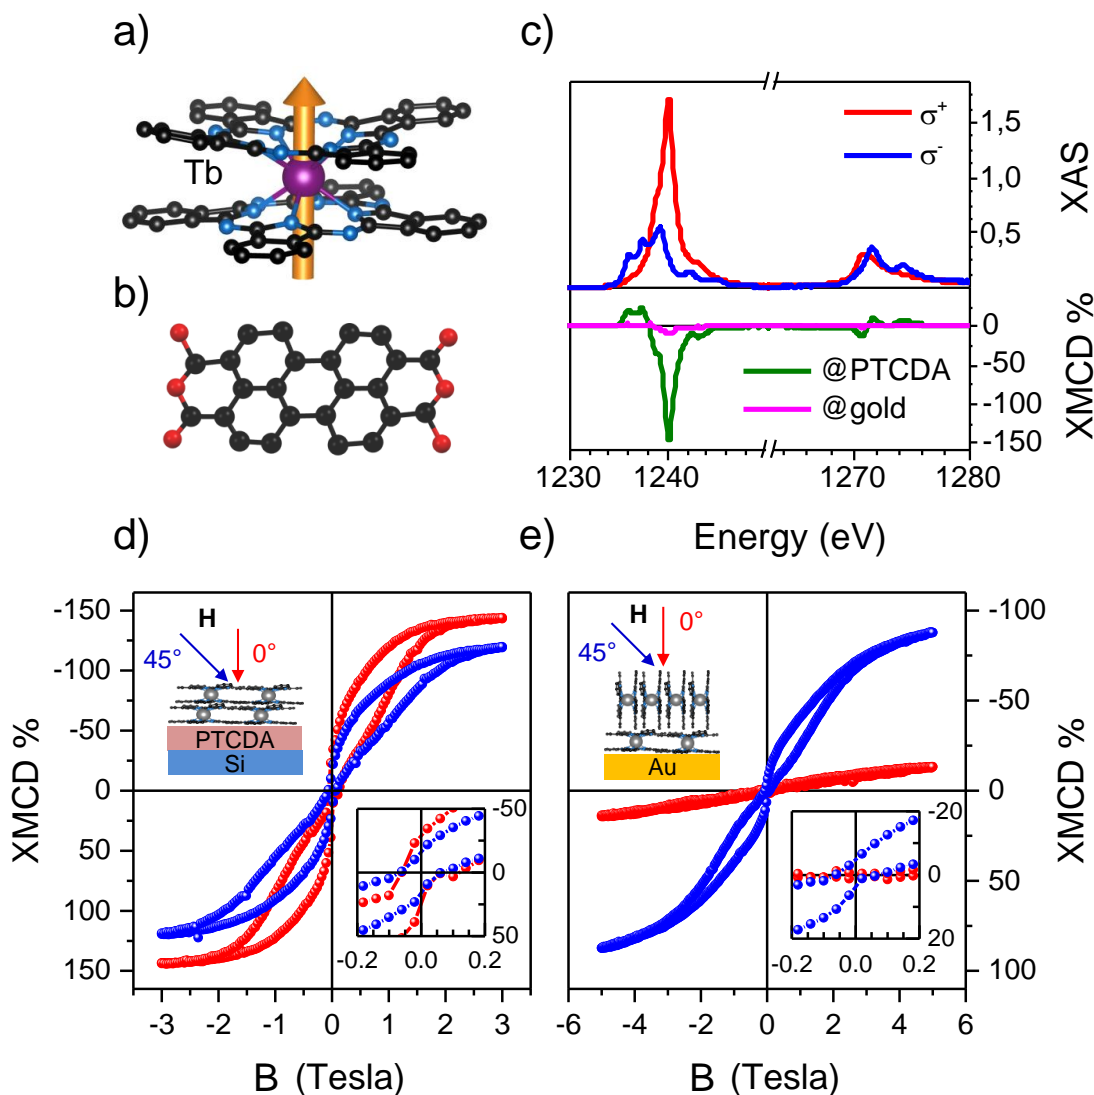 a)
Tb
b)
c)
σ+
σ-
1,5
1,0
0,5
XAS
0
-50
-100
-150
XMCD %
@PTCDA
@gold
1230 1240 1270 1280
Energy (eV)
d)
-150
-100
-50
0
50
100
150
XMCD %
H
45°
0°
PTCDA
Si
-50
0
50
-0.2 0.0 0.2
-3 -2 -1 0 1 2 3
B (Tesla)
e)
H
45°
0°
Au
-20
0
20
-0.2 0.0 0.2
-100
-50
0
50
100
XMCD %
-6 -4 -2 0 2 4 6
B (Tesla)